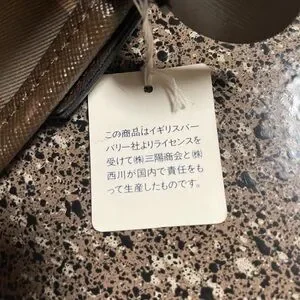 この商品はイギリスバー
バリー社よりライセンスを
受けて㈱三陽商会と㈱
西川が国内で責任をも
って生産したものです。